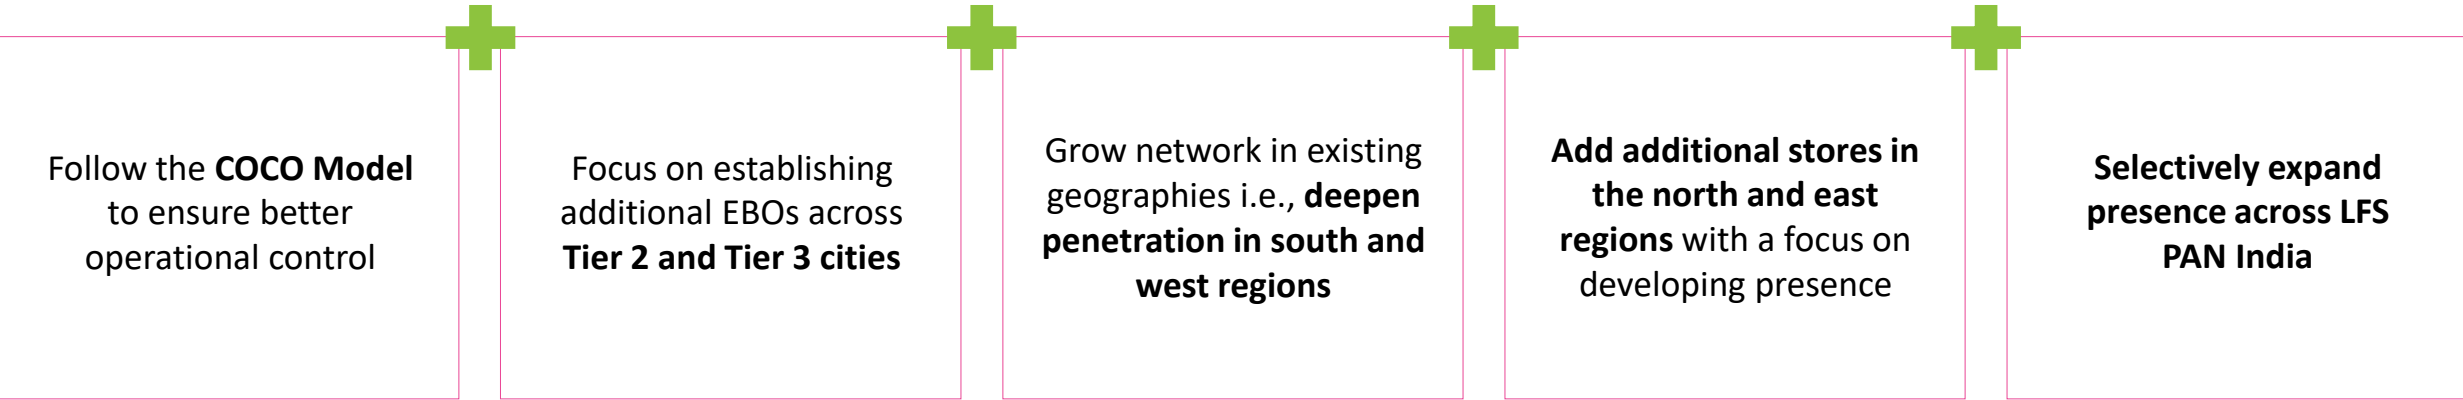 Follow the COCO Model
to ensure better
operational control
Focus on establishing
additional EBOs across
Tier 2 and Tier 3 cities
Grow network in existing
geographies i.e., deepen
penetration in south and
west regions
Add additional stores in
the north and east
regions with a focus on
developing presence
Selectively expand
presence across LFS
PAN India